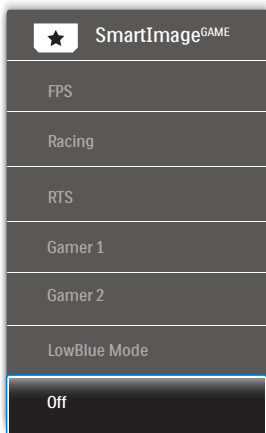 SmartImageGAME
FPS
Racing
RTS
Gamer 1
Gamer 2
LowBlue Mode
Off